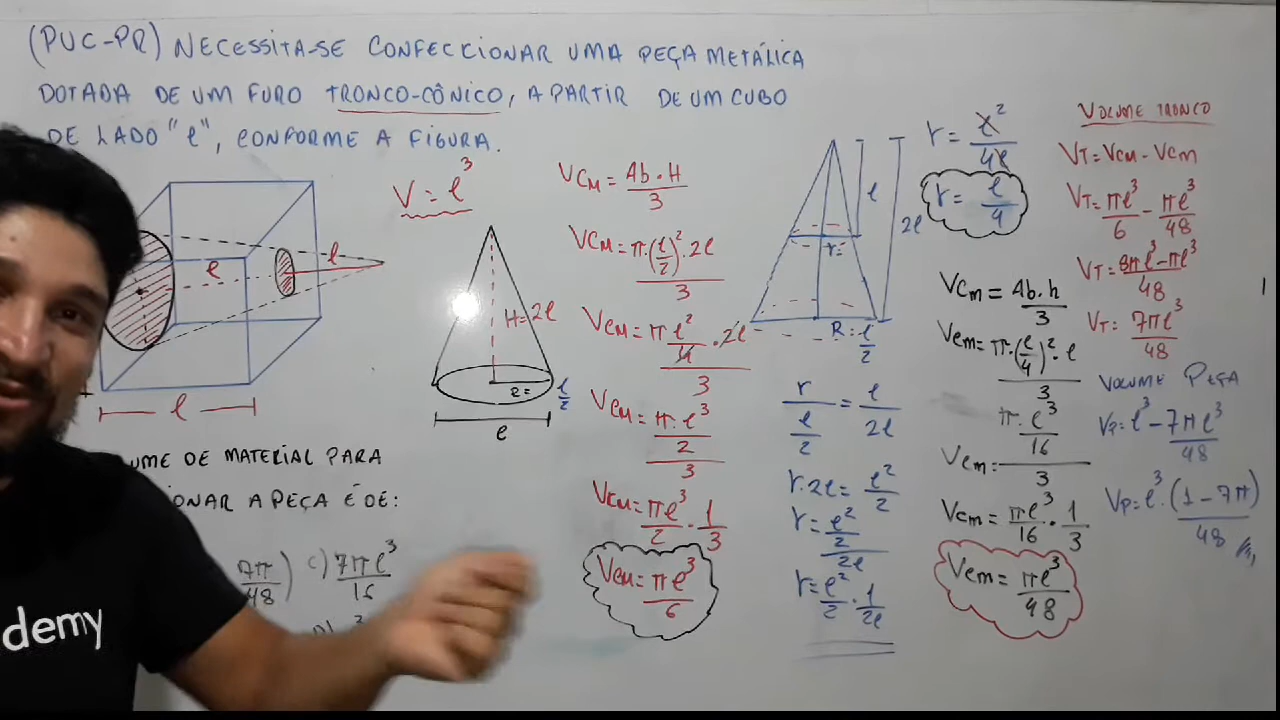 (PUC-PR) NECESSITA-SE CONFECCIONAR UMA PEÇA METÁLICA
DOTADA DE UM FURO TRONCO-CÔNICO, A PARTIR DE UM CUBO
DE LADO "l", CONFORME A FIGURA.
V = l³
l
l
l
H=2l
R=
l/2
l
UME DE MATERIAL PARA
IONAR A PEÇA É DE:
7π/48)
c) 7πl³/16
demy
VCM = Ab·H/3
VCM = π·(l/2)²·2l/3
VCM = π l²/4·2l/3
VCM = π·l³/2/3
VCM = πl³/2 · 1/3
VCM = πl³/6
l
2l
r=
R: l/2
r/(l/2) = l/2l
r·2l = l²/2
r = l²/2/2l
r = l²/2 · 1/2l
r = l²/4l
r = l/4
VCm = Ab·h/3
VCm = π·(l/4)²·l/3
VCm = π·l³/16/3
VCm = πl³/16 · 1/3
VCm = πl³/48
VOLUME TRONCO
VT = VCM - VCm
VT = πl³/6 - πl³/48
VT = 8πl³-πl³/48
VT: 7πl³/48
VOLUME PEÇA
VP = l³ - 7πl³/48
VP = l³·(1-7π)/48